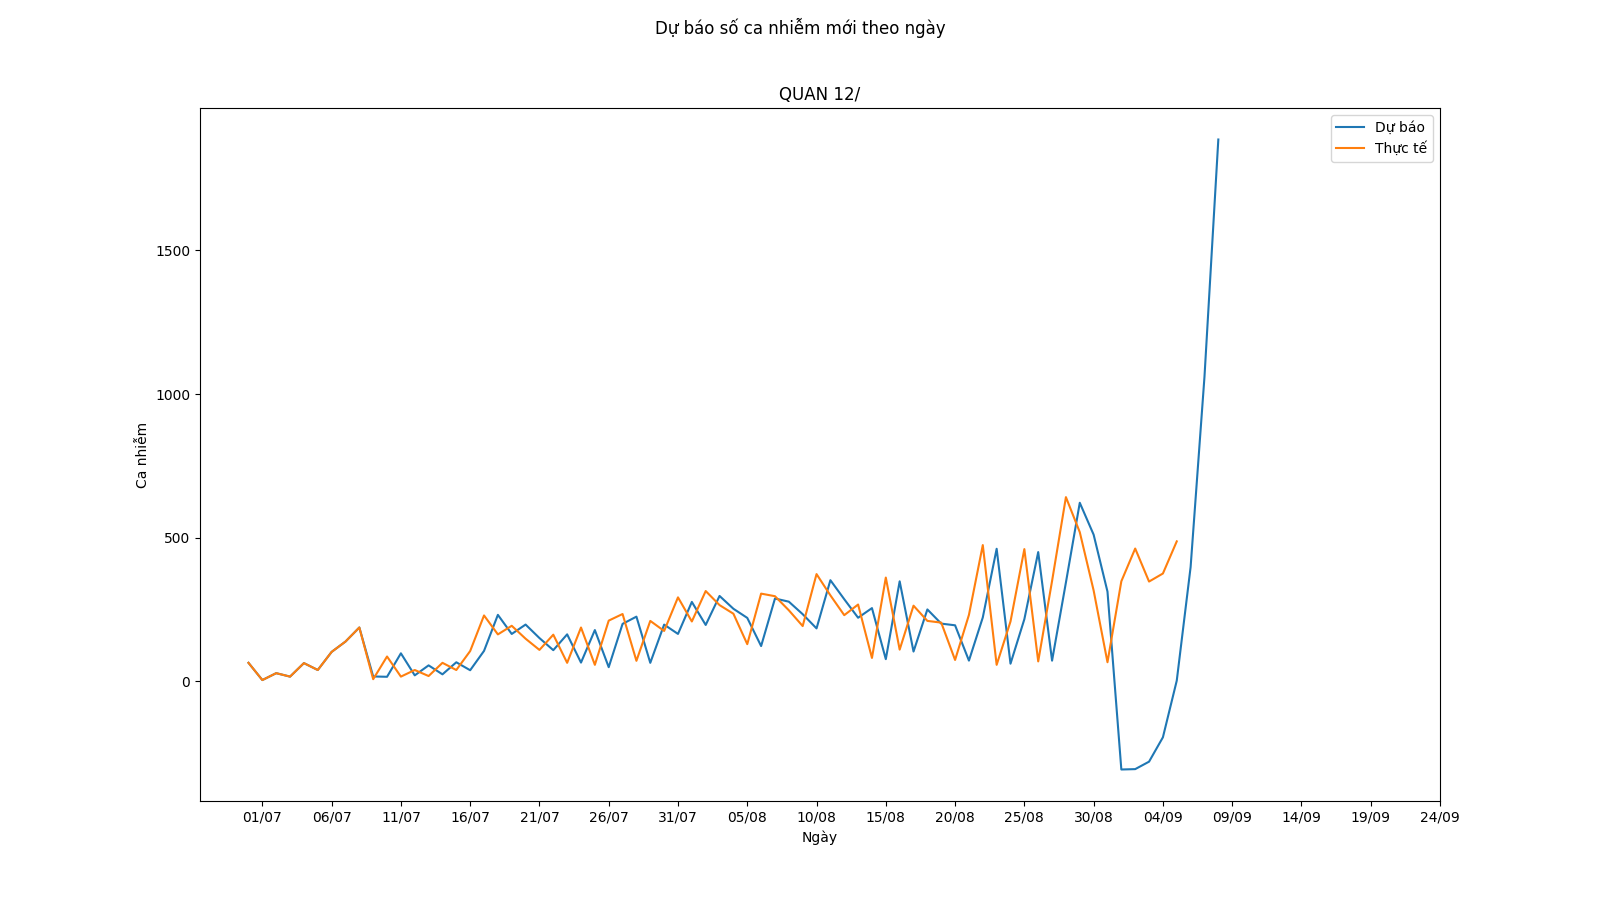 Dự báo số ca nhiễm mới theo ngày
QUAN 12/
Dự báo
Thực tế
1500
1000
500
0
Ca nhiễm
01/07 06/07 11/07 16/07 21/07 26/07 31/07 05/08 10/08 15/08 20/08 25/08 30/08 04/09 09/09 14/09 19/09 24/09
Ngày